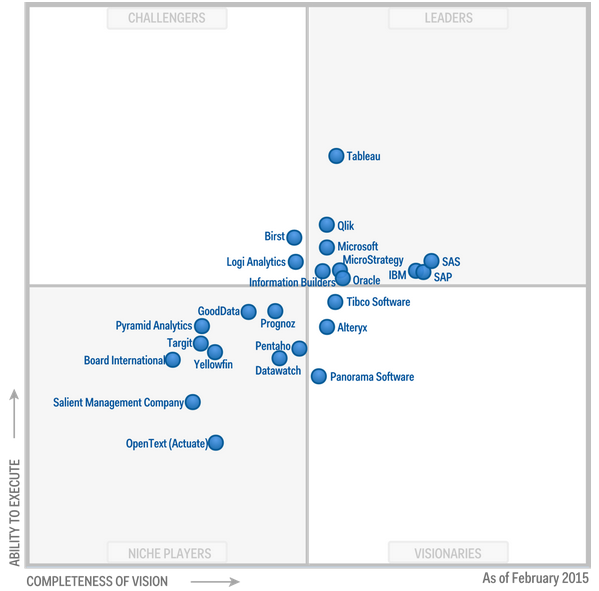 CHALLENGERS
LEADERS
Tableau
Qlik
Birst
Microsoft
MicroStrategy
Logi Analytics
SAS
IBM
SAP
Information Builders
Oracle
Tibco Software
GoodData
Prognoz
Pyramid Analytics
Alteryx
Targit
Pentaho
Board International
Yellowfin
Datawatch
Panorama Software
Salient Management Company
OpenText (Actuate)
NICHE PLAYERS
VISIONARIES
ABILITY TO EXECUTE
COMPLETENESS OF VISION
As of February 2015